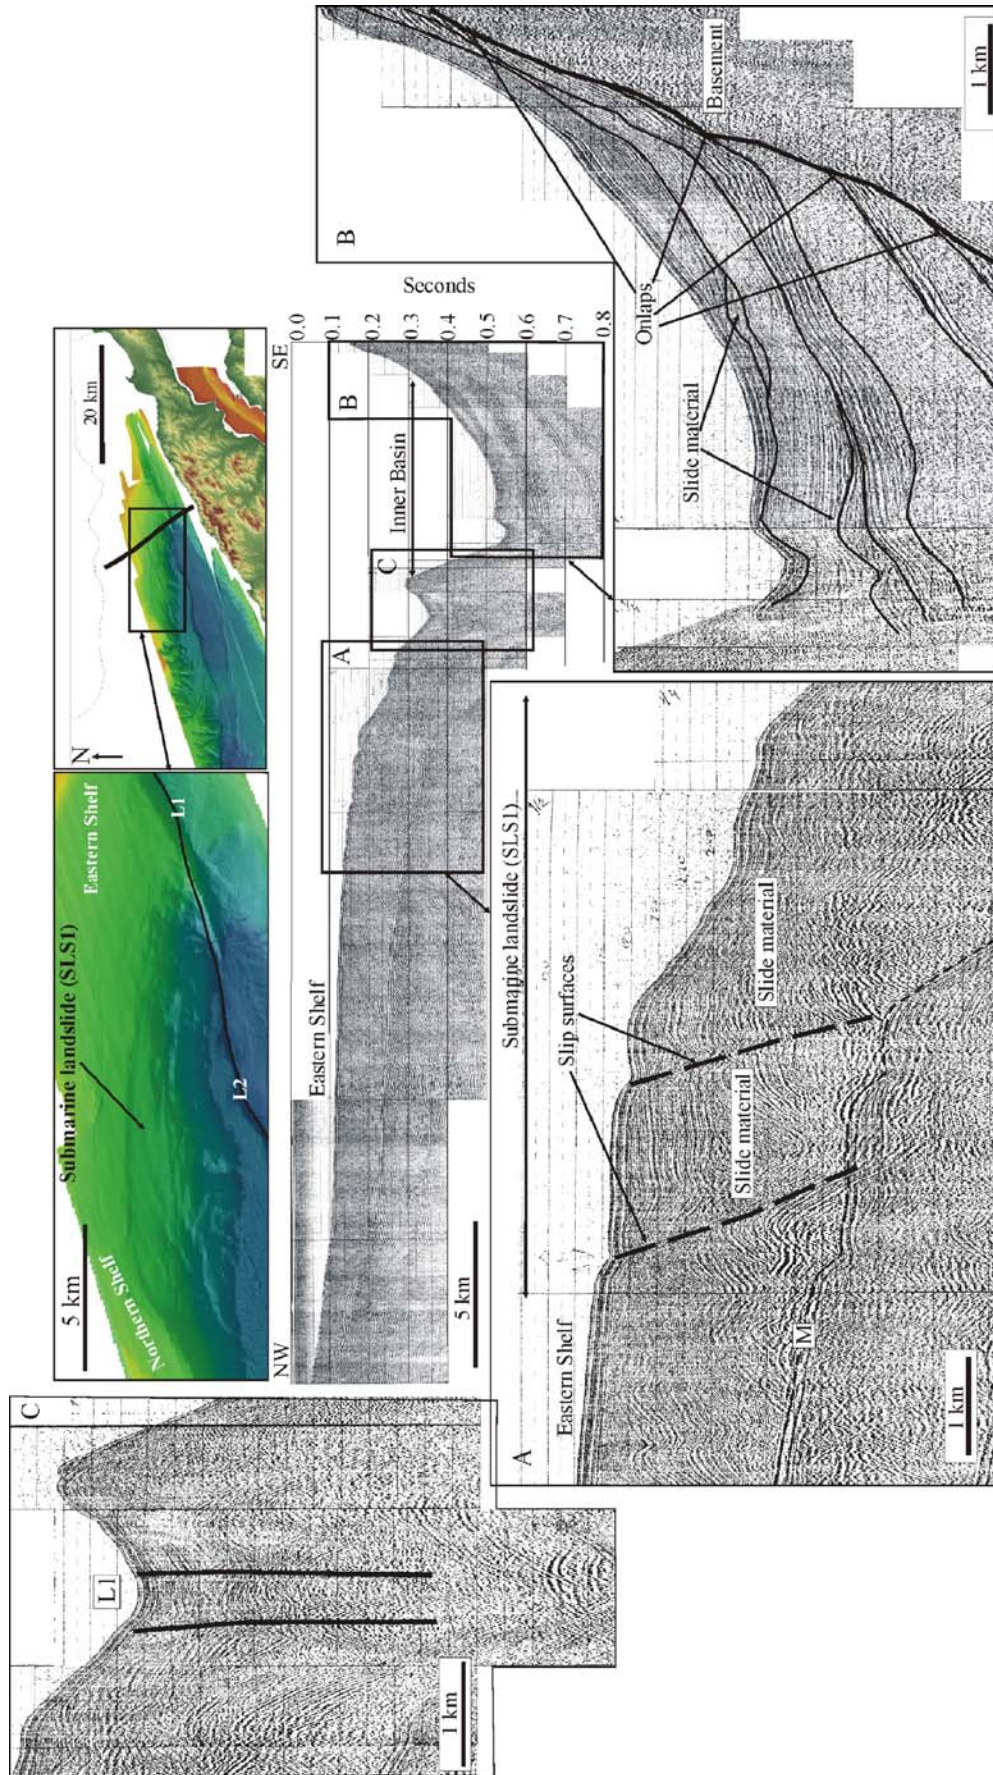 C
L1
1 km
5 km
Northern Shelf
Submarine landslide (SLS1)
Eastern Shelf
L2
L1
N
20 km
NW
SE
Eastern Shelf
5 km
A
C
Inner Basin
B
Seconds
0.0
0.1
0.2
0.3
0.4
0.5
0.6
0.7
0.8
A
Eastern Shelf
Submarine landslide (SLS1)
Slip surfaces
Slide material
Slide material
M
1 km
B
Slide material
Onlaps
Basement
1 km